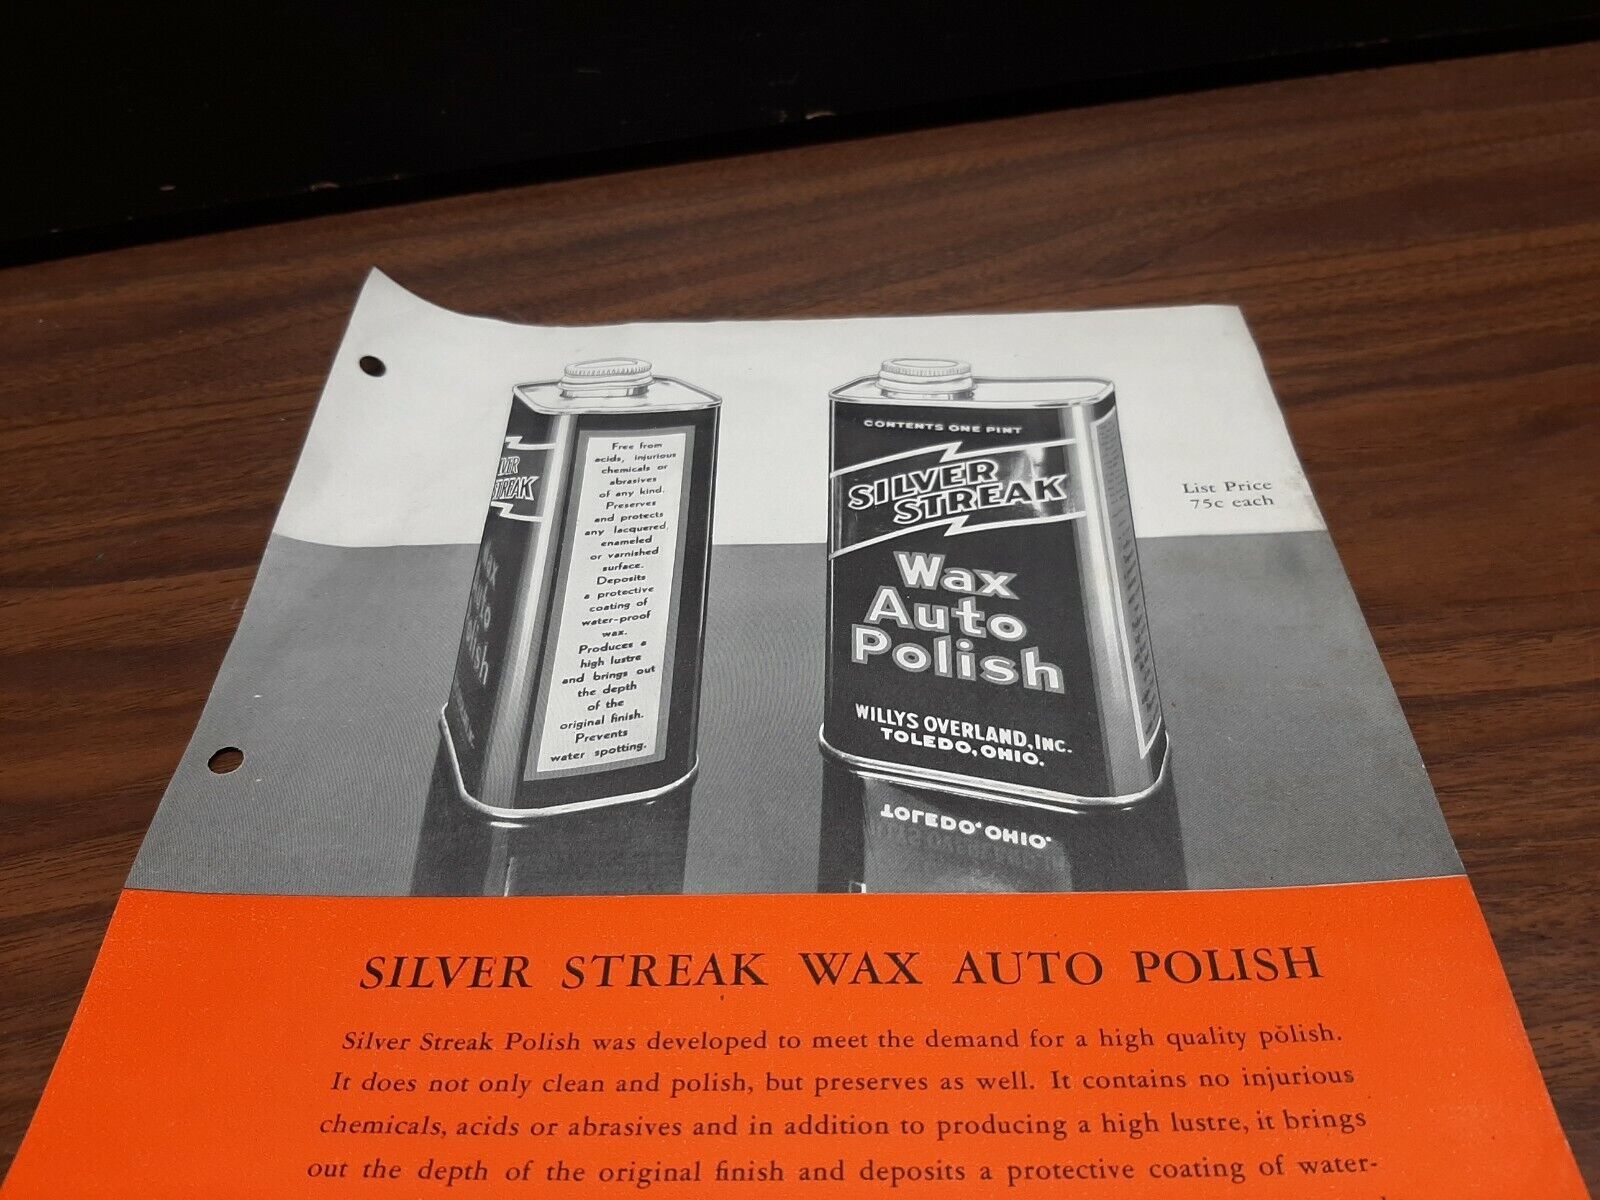 Free from
acids, injurious
chemicals or
abrasives
of any kind.
Preserves
and protects
any lacquered,
enameled
or varnished
surface.
Deposits
a protective
coating of
water-proof
wax.
Produces a
high lustre
and brings out
the depth
of the
original finish.
Prevents
water spotting.
STREAK
Wax
Auto
Polish
CONTENTS ONE PINT
SILVER
STREAK
Wax
Auto
Polish
WILLYS OVERLAND, INC.
TOLEDO, OHIO.
TOLEDO, OHIO.
List Price
75c each
SILVER STREAK WAX AUTO POLISH
Silver Streak Polish was developed to meet the demand for a high quality polish.
It does not only clean and polish, but preserves as well. It contains no injurious
chemicals, acids or abrasives and in addition to producing a high lustre, it brings
out the depth of the original finish and deposits a protective coating of water-